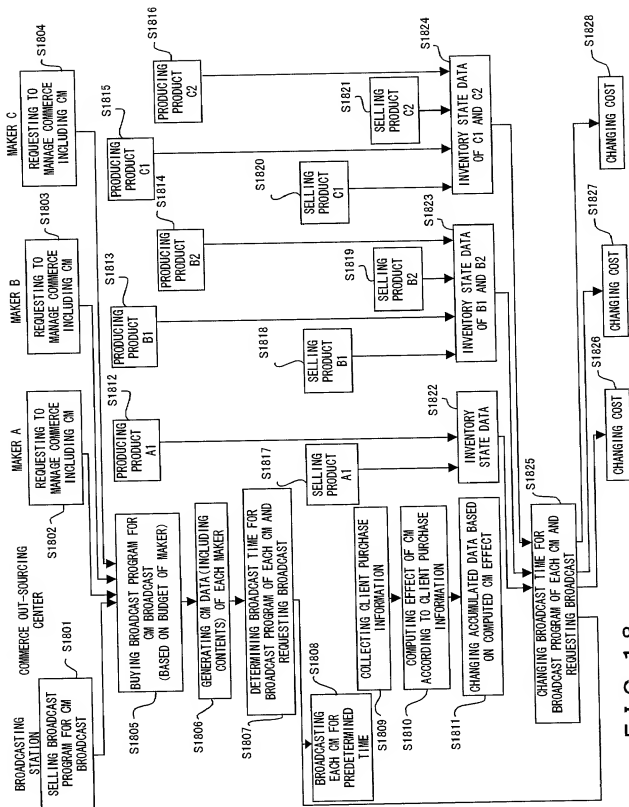 BROADCASTING
STATION
COMMERCE OUT-SOURCING
CENTER
MAKER A
MAKER B
MAKER C
S1801
SELLING BROADCAST
PROGRAM FOR CM
BROADCAST
S1802
REQUESTING TO
MANAGE COMMERCE
INCLUDING CM
S1803
REQUESTING TO
MANAGE COMMERCE
INCLUDING CM
S1804
REQUESTING TO
MANAGE COMMERCE
INCLUDING CM
S1805
BUYING BROADCAST PROGRAM FOR
CM BROADCAST
(BASED ON BUDGET OF MAKER)
S1806
GENERATING CM DATA(INCLUDING
CONTENTS) OF EACH MAKER
S1807
DETERMINING BROADCAST TIME FOR
BROADCAST PROGRAM OF EACH CM AND
REQUESTING BROADCAST
S1808
BROADCASTING
EACH CM FOR
PREDETERMINED
TIME
S1809
COLLECTING CLIENT PURCHASE
INFORMATION
S1810
COMPUTING EFFECT OF CM
ACCORDING TO CLIENT PURCHASE
INFORMATION
S1811
CHANGING ACCUMULATED DATA BASED
ON COMPUTED CM EFFECT
S1812
PRODUCING
PRODUCT
A1
S1813
PRODUCING
PRODUCT
B1
S1814
PRODUCING
PRODUCT
B2
S1815
PRODUCING
PRODUCT
C1
S1816
PRODUCING
PRODUCT
C2
S1817
SELLING
PRODUCT
A1
S1818
SELLING
PRODUCT
B1
S1819
SELLING
PRODUCT
B2
S1820
SELLING
PRODUCT
C1
S1821
SELLING
PRODUCT
C2
S1822
INVENTORY
STATE DATA
S1823
INVENTORY STATE DATA
OF B1 AND B2
S1824
INVENTORY STATE DATA
OF C1 AND C2
S1825
CHANGING BROADCAST TIME FOR
BROADCAST PROGRAM OF EACH CM AND
REQUESTING BROADCAST
S1826
CHANGING COST
S1827
CHANGING COST
S1828
CHANGING COST
FIG. 18